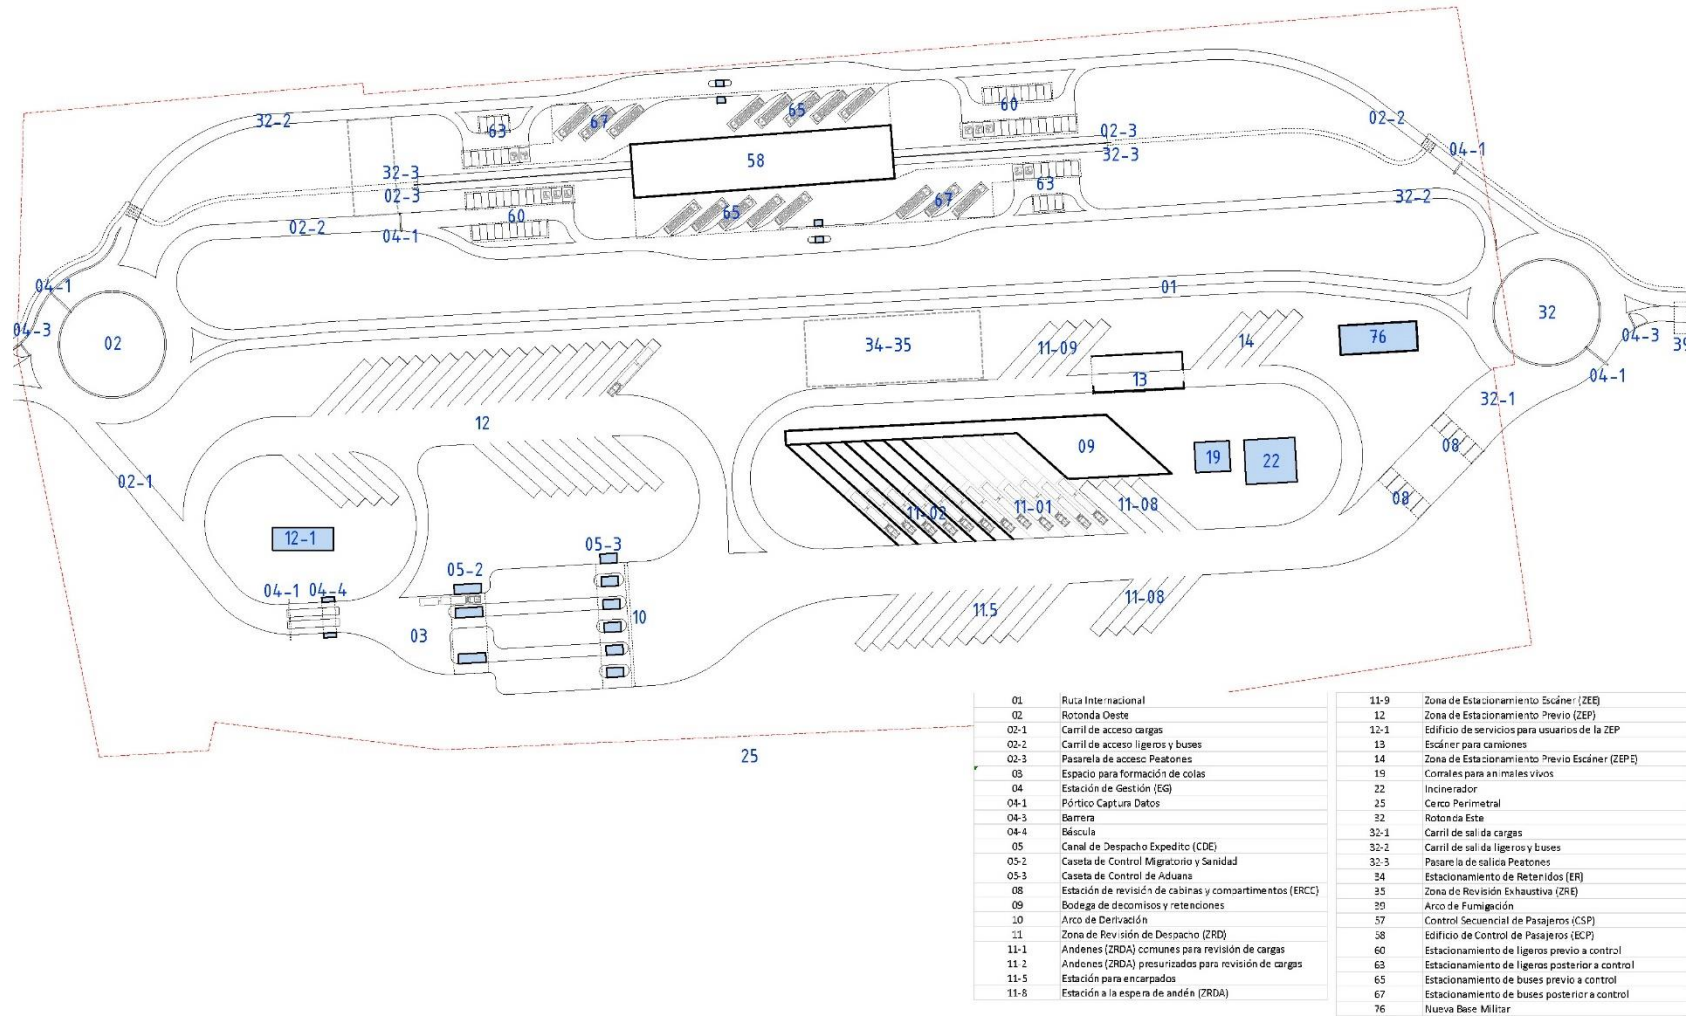 32-2
63
67
65
60
02-2
02-3
32-3
04-1
58
32-3
02-3
63
60
65
67
32-2
02-2
04-1
04-1
04-3
02
01
32
04-3
39
04-1
34-35
11-09
14
76
13
32-1
12
09
19
22
08
08
02-1
11-02
11-01
11-08
12-1
05-3
05-2
04-1
04-4
03
10
11.5
11-08
25
01 Ruta Internacional
02 Rotonda Oeste
02-1 Carril de acceso cargas
02-2 Carril de acceso ligeros y buses
02-3 Pasarela de acceso Peatones
03 Espacio para formación de colas
04 Estación de Gestión (EG)
04-1 Pórtico Captura Datos
04-3 Barrera
04-4 Báscula
05 Canal de Despacho Expedito (CDE)
05-2 Caseta de Control Migratorio y Sanidad
05-3 Caseta de Control de Aduana
08 Estación de revisión de cabinas y compartimentos (ERCC)
09 Bodega de decomisos y retenciones
10 Arco de Derivación
11 Zona de Revisión de Despacho (ZRD)
11-1 Andenes (ZRDA) comunes para revisión de cargas
11-2 Andenes (ZRDA) presurizados para revisión de cargas
11-5 Estación para encarpados
11-8 Estación a la espera de andén (ZRDA)
11-9 Zona de Estacionamiento Escáner (ZEE)
12 Zona de Estacionamiento Previo (ZEP)
12-1 Edificio de servicios para usuarios de la ZEP
13 Escáner para camiones
14 Zona de Estacionamiento Previo Escáner (ZEPE)
19 Corrales para animales vivos
22 Incinerador
25 Cerco Perimetral
32 Rotonda Este
32-1 Carril de salida cargas
32-2 Carril de salida ligeros y buses
32-3 Pasarela de salida Peatones
34 Estacionamiento de Retenidos (ER)
35 Zona de Revisión Exhaustiva (ZRE)
39 Arco de Fumigación
57 Control Secuencial de Pasajeros (CSP)
58 Edificio de Control de Pasajeros (ECP)
60 Estacionamiento de ligeros previo a control
63 Estacionamiento de ligeros posterior a control
65 Estacionamiento de buses previo a control
67 Estacionamiento de buses posterior a control
76 Nueva Base Militar